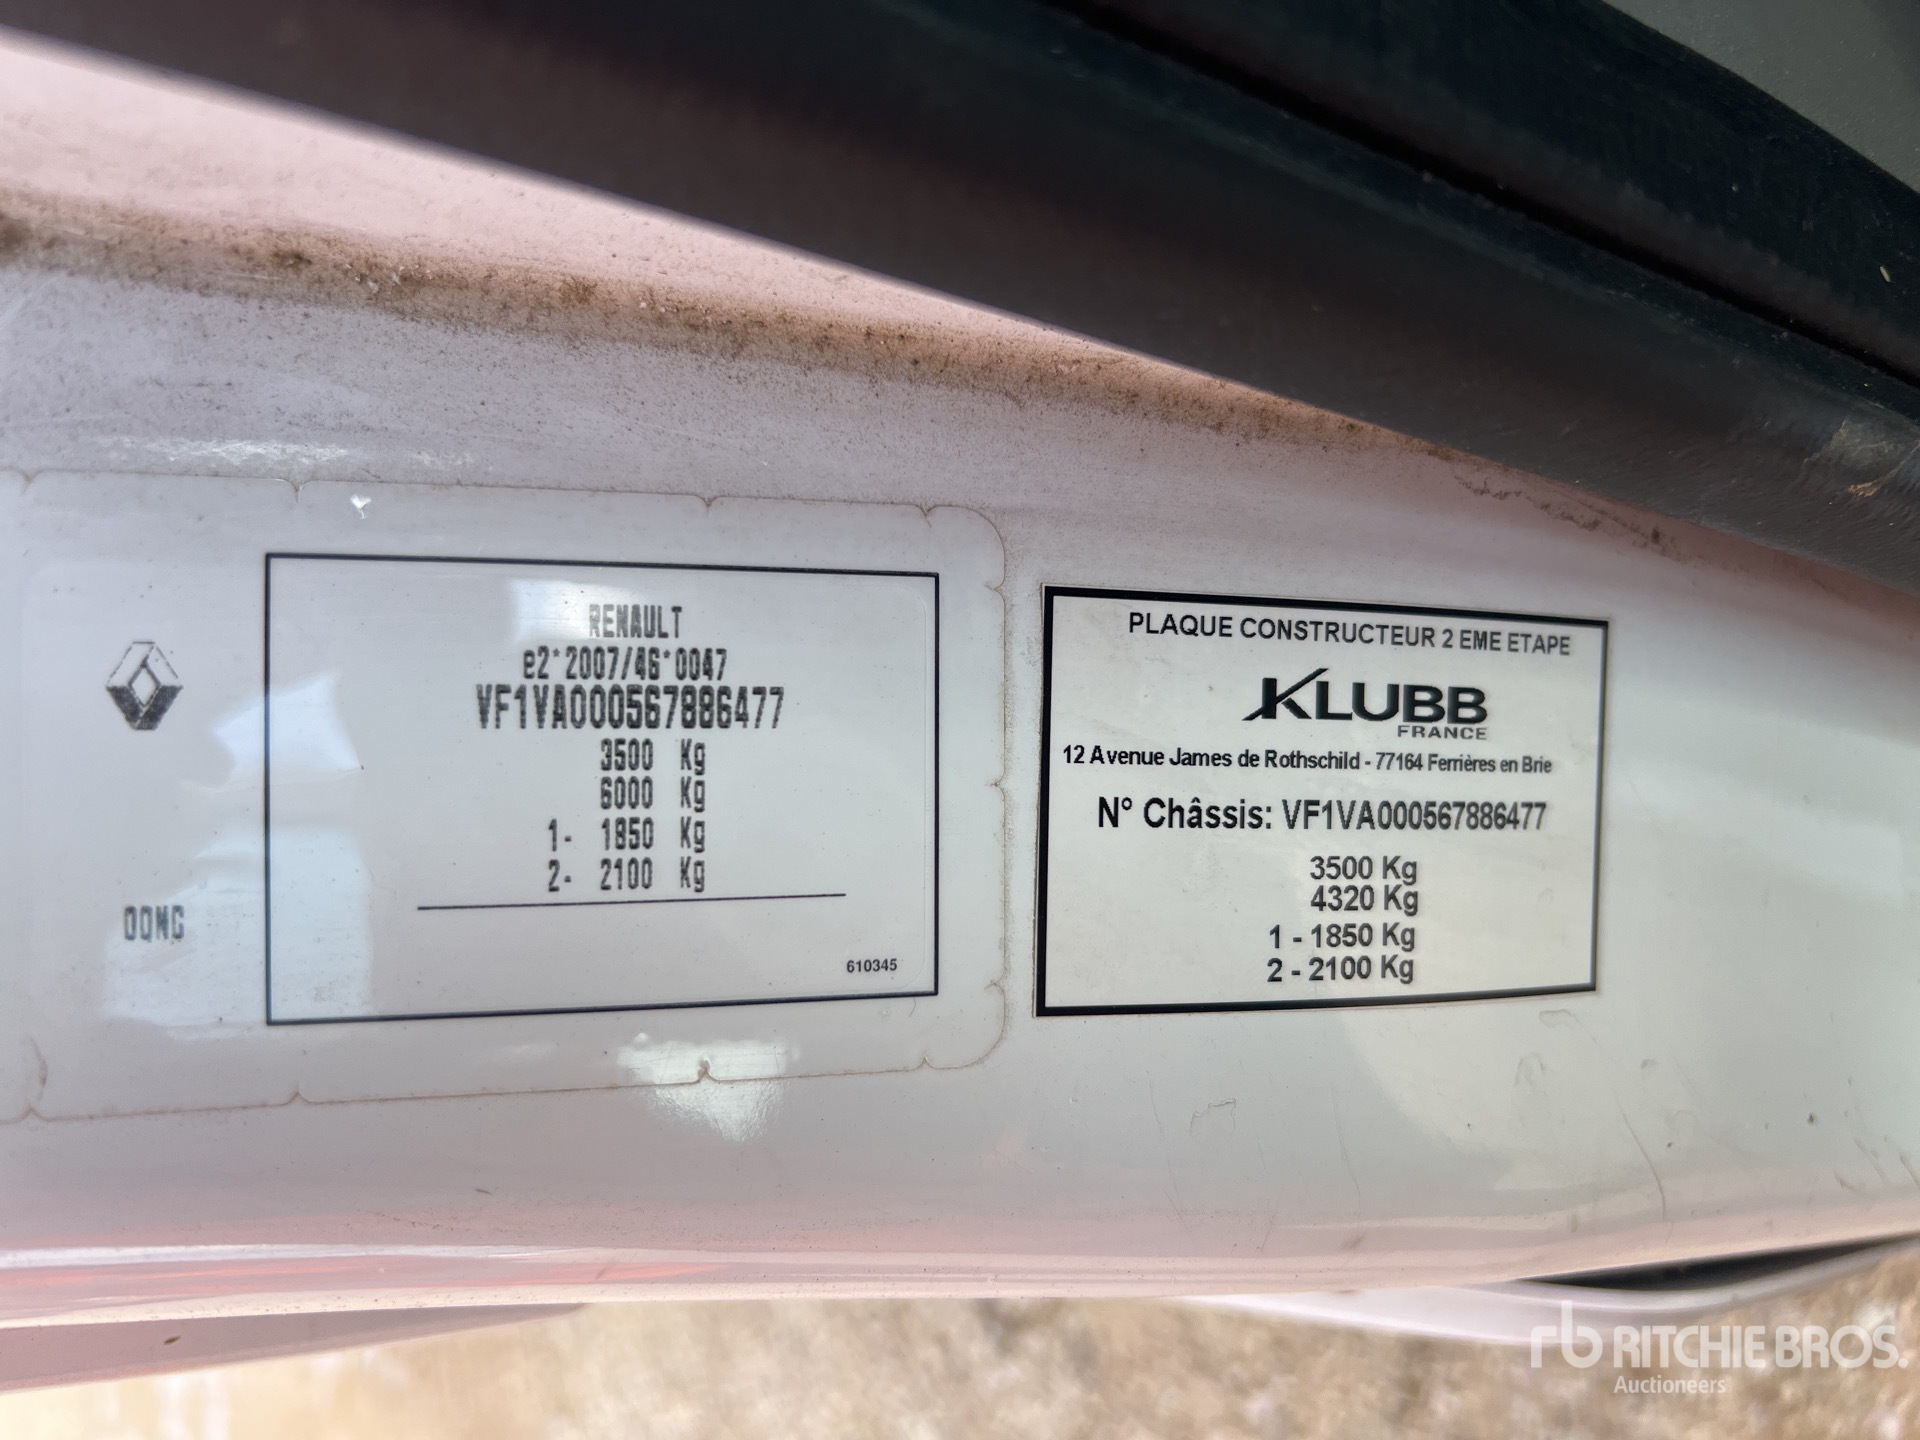 RENAULT
e2*2007/46*0047
VF1VA000567886477
3500 Kg
6000 Kg
1- 1850 Kg
2- 2100 Kg
OQNG
610345
PLAQUE CONSTRUCTEUR 2 EME ETAPE
KLUBB
FRANCE
12 Avenue James de Rothschild - 77164 Ferrières en Brie
N° Châssis: VF1VA000567886477
3500 Kg
4320 Kg
1 - 1850 Kg
2 - 2100 Kg
rb RITCHIE BROS.
Auctioneers